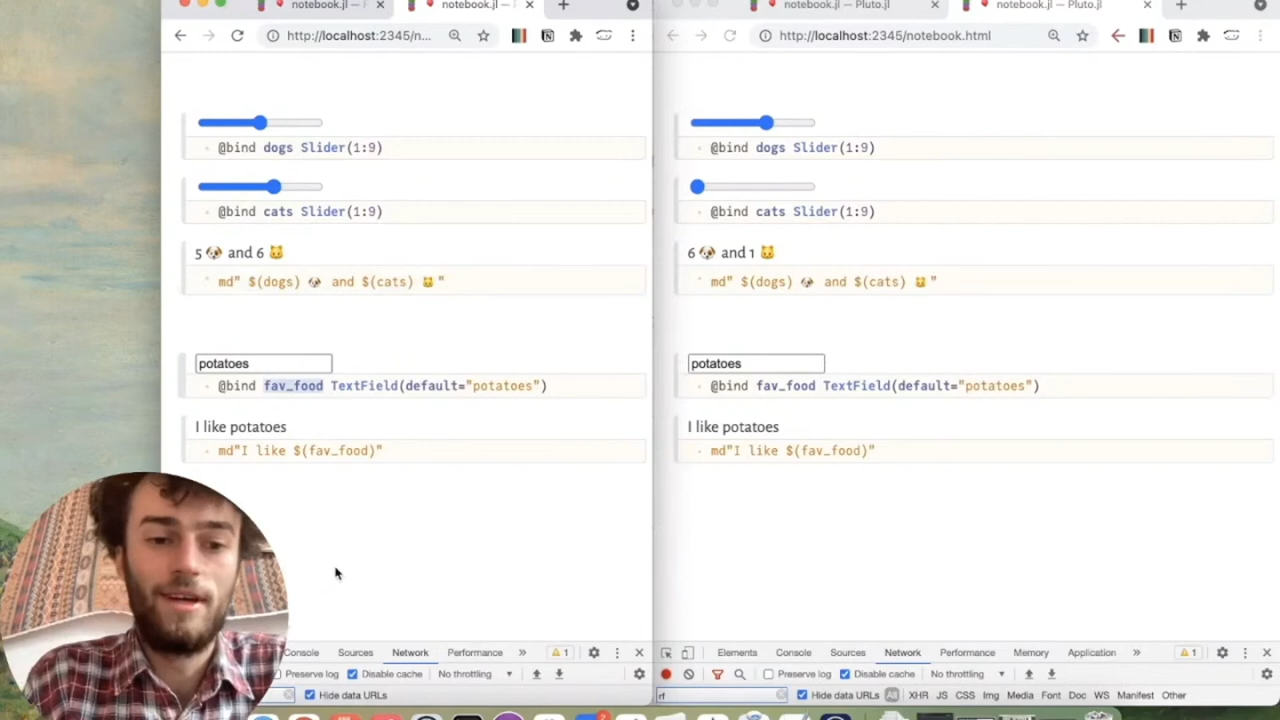 notebook.jl —
notebook.jl —
notebook.jl — Pluto.jl
notebook.jl — Pluto.jl
http://localhost:2345/n...
http://localhost:2345/notebook.html
@bind dogs Slider(1:9)
@bind cats Slider(1:9)
5 🐶 and 6 🐱
md" $(dogs) 🐶 and $(cats) 🐱 "
potatoes
@bind fav_food TextField(default="potatoes")
I like potatoes
md"I like $(fav_food)"
@bind dogs Slider(1:9)
@bind cats Slider(1:9)
6 🐶 and 1 🐱
md" $(dogs) 🐶 and $(cats) 🐱 "
potatoes
@bind fav_food TextField(default="potatoes")
I like potatoes
md"I like $(fav_food)"
Console Sources Network Performance » 1
Preserve log Disable cache No throttling
Hide data URLs
Elements Console Sources Network Performance Memory Application » 1
Preserve log Disable cache No throttling
rf Hide data URLs All XHR JS CSS Img Media Font Doc WS Manifest Other